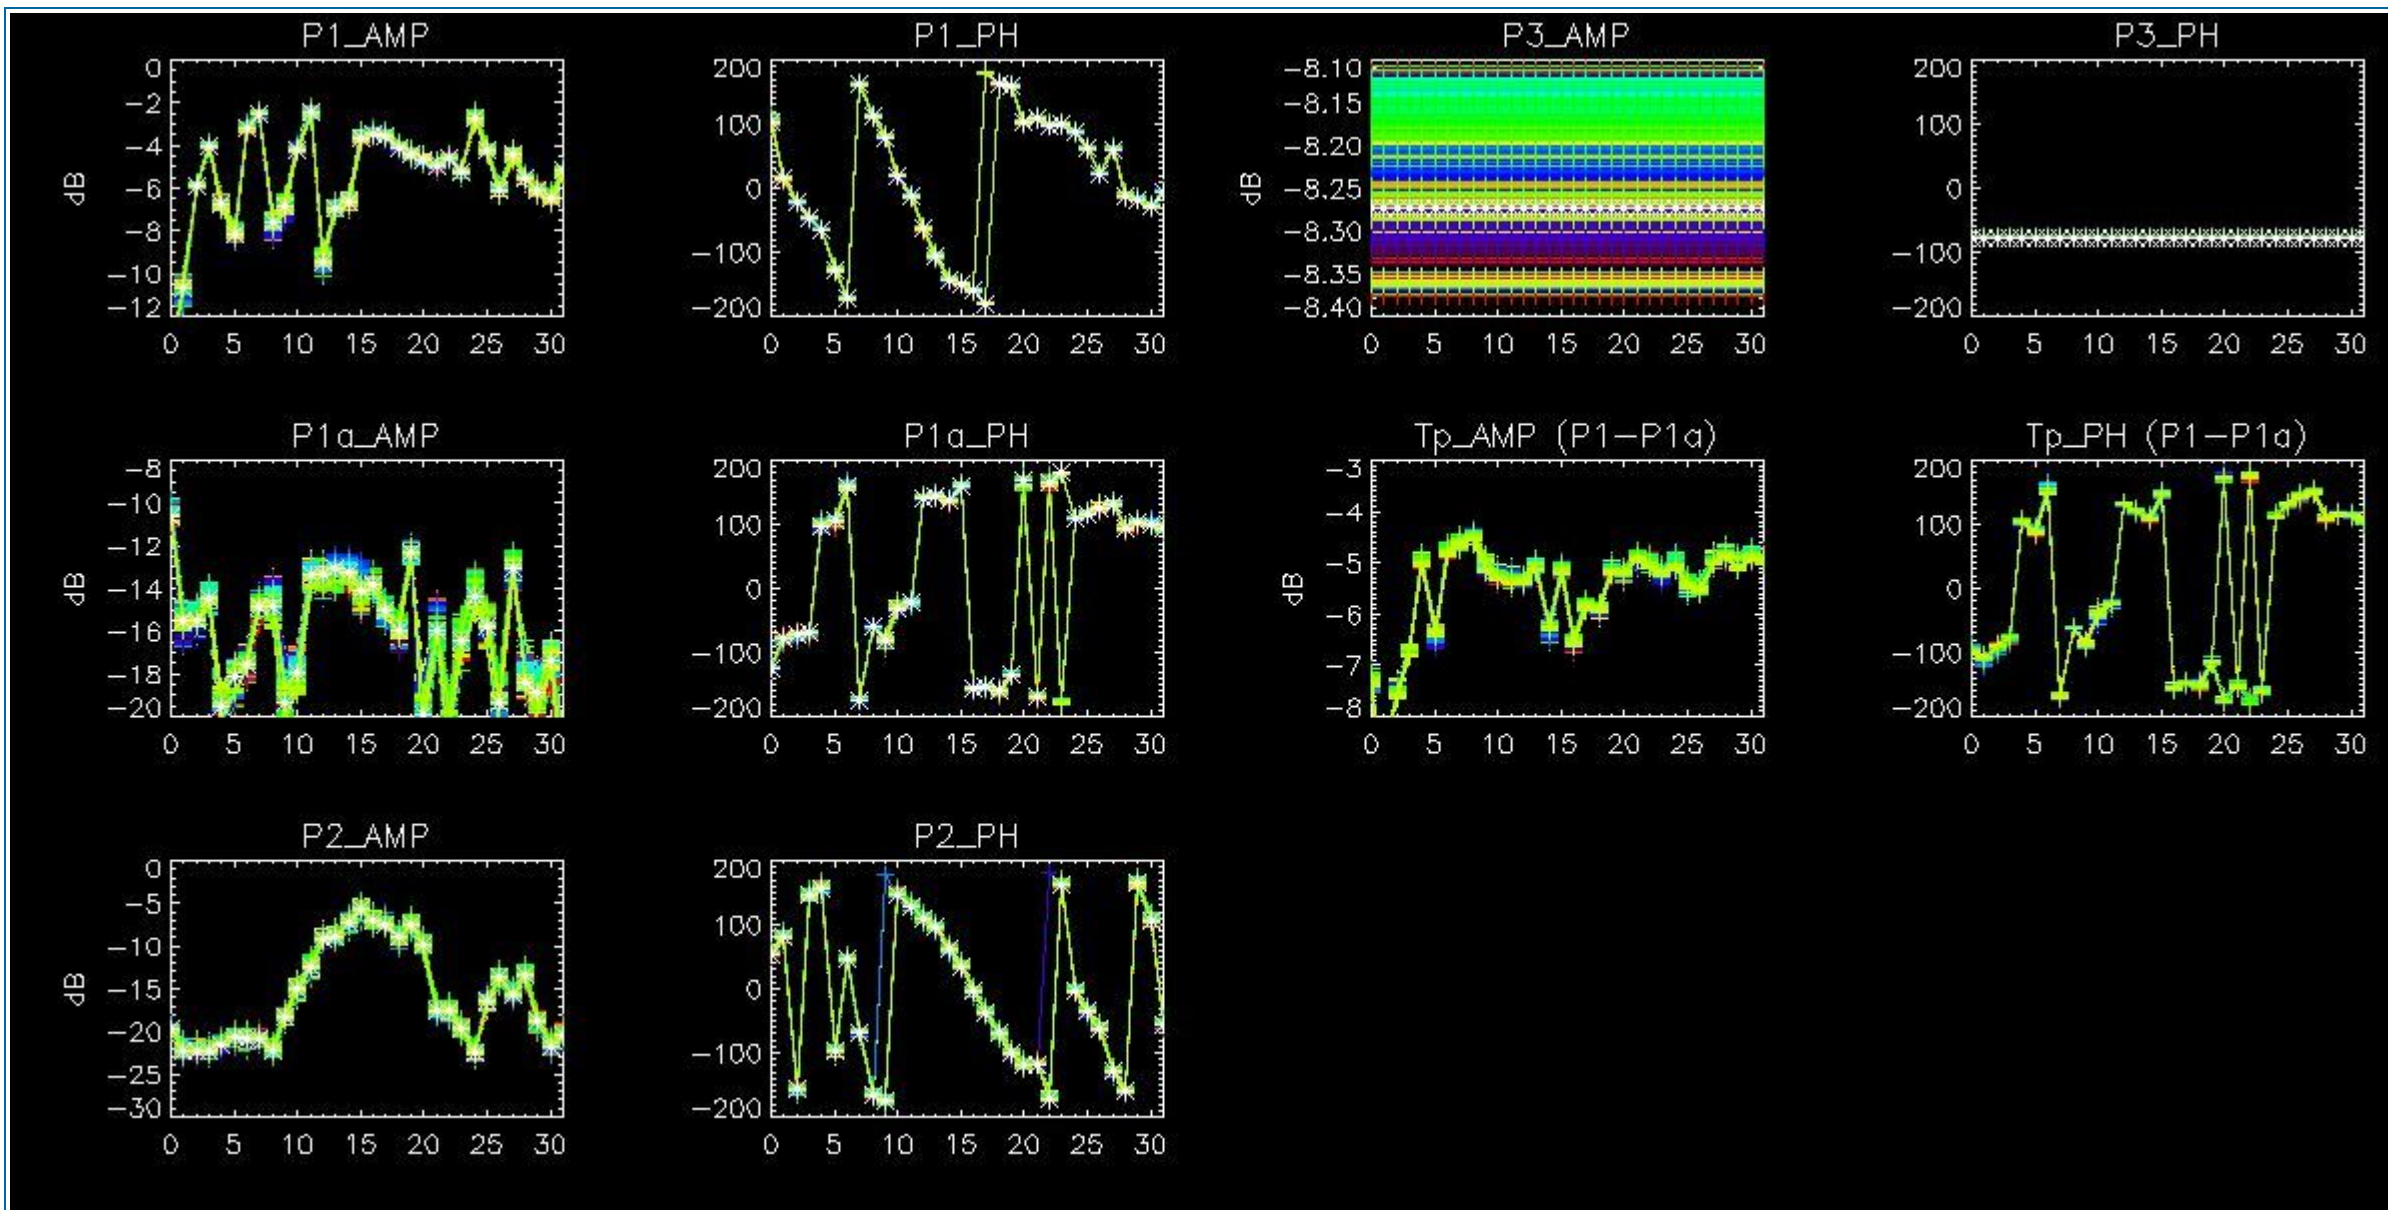 P1_AMP P1_PH P3_AMP P3_PH
0 200 -8.10 200
-2 100 -8.15 100
-4 0 -8.20 0
-6 -100 -8.25 -100
-8 -200 -8.30 -200
-10 -8.35
-12 -8.40
dB dB
0 5 10 15 20 25 30 0 5 10 15 20 25 30 0 5 10 15 20 25 30 0 5 10 15 20 25 30
P1a_AMP P1a_PH Tp_AMP (P1-P1a) Tp_PH (P1-P1a)
-8 200 -3 200
-10 100 -4 100
-12 0 -5 0
-14 -100 -6 -100
-16 -200 -7 -200
-18 -8
-20
dB dB
0 5 10 15 20 25 30 0 5 10 15 20 25 30 0 5 10 15 20 25 30 0 5 10 15 20 25 30
P2_AMP P2_PH
0 200
-5 100
-10 0
-15 -100
-20 -200
-25
-30
dB
0 5 10 15 20 25 30 0 5 10 15 20 25 30